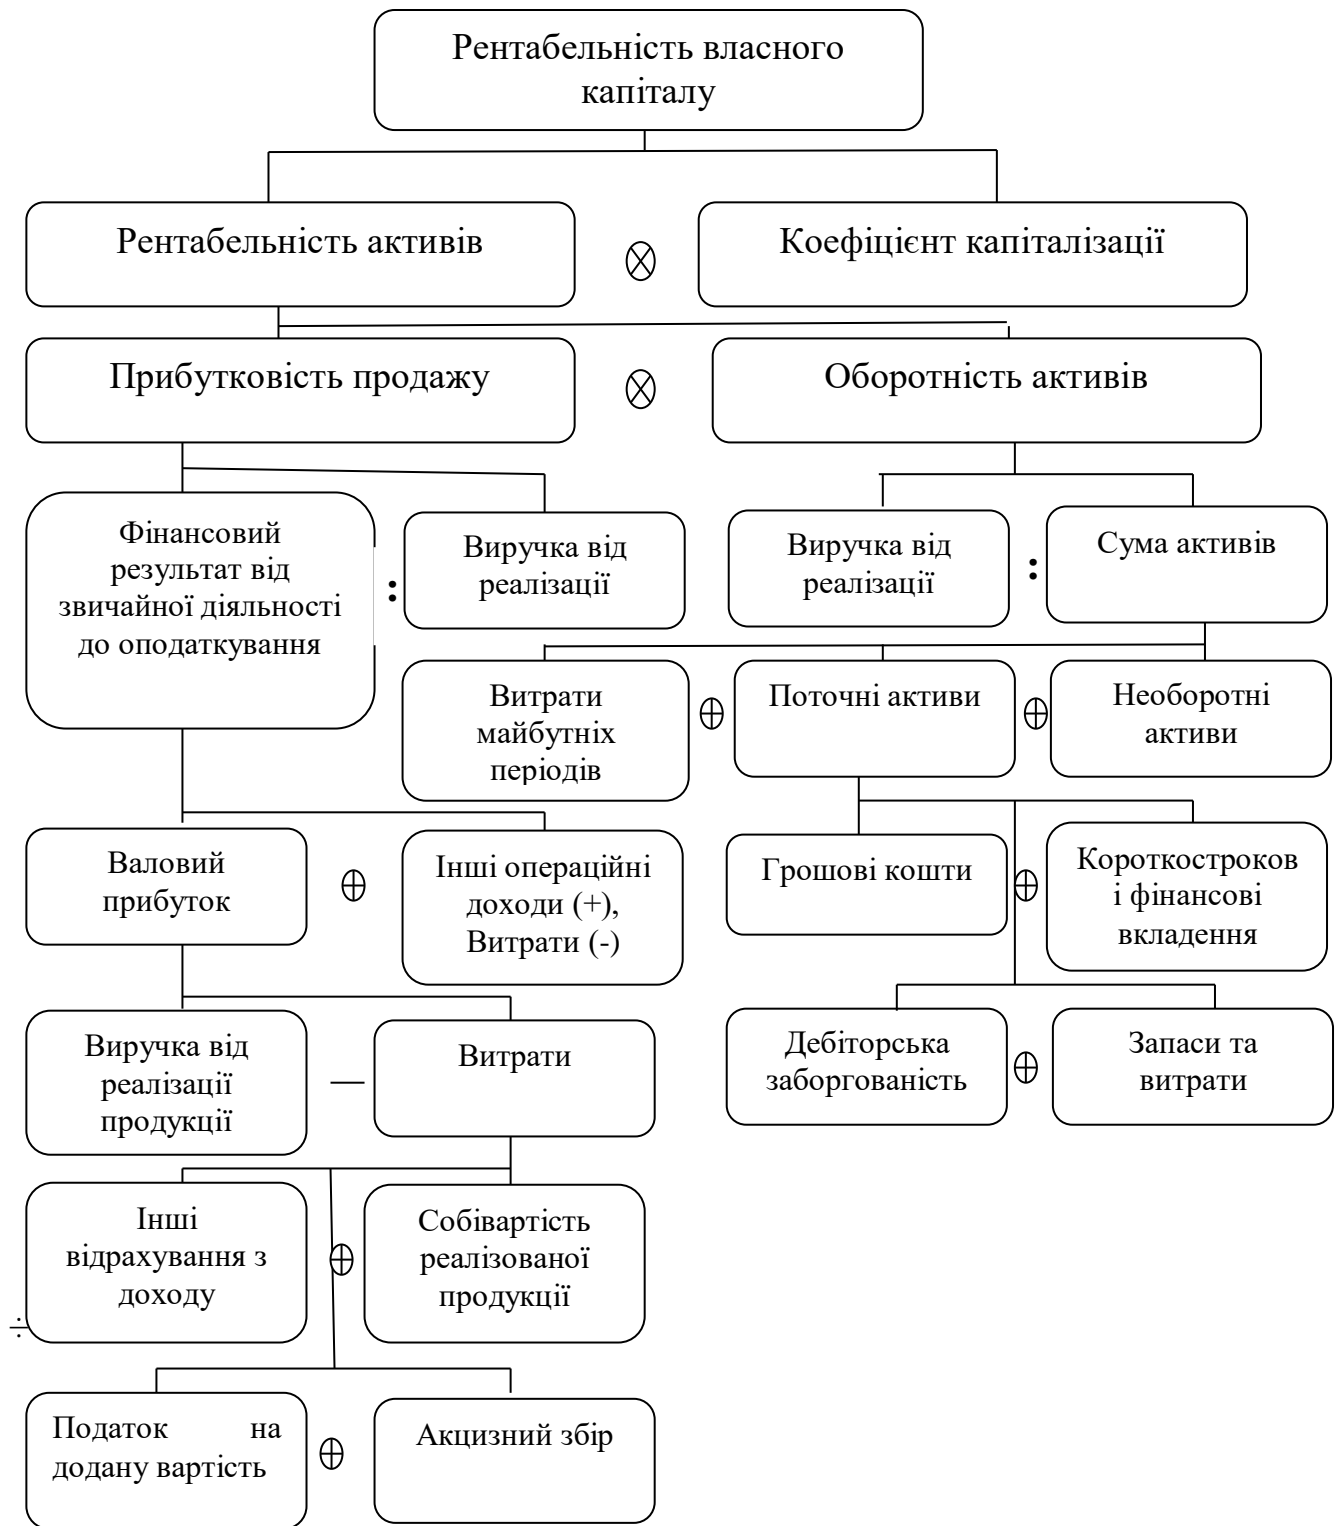 Рентабельність власного
капіталу
Рентабельність активів
Коефіцієнт капіталізації
Прибутковість продажу
Оборотність активів
Фінансовий
результат від
звичайної діяльності
до оподаткування
:
Виручка від
реалізації
Виручка від
реалізації
:
Сума активів
Витрати
майбутніх
періодів
Поточні активи
Необоротні
активи
Валовий
прибуток
Інші операційні
доходи (+),
Витрати (-)
Грошові кошти
Короткостроков
і фінансові
вкладення
Виручка від
реалізації
продукції
—
Витрати
Дебіторська
заборгованість
Запаси та
витрати
Інші
відрахування з
доходу
Собівартість
реалізованої
продукції
÷
Податок на
додану вартість
Акцизний збір